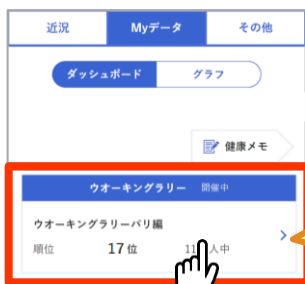 近況 Myデータ その他
ダッシュボード グラフ
健康メモ
ウオーキングラリー 開催中
ウオーキングラリーパリ編
順位 17位 人中